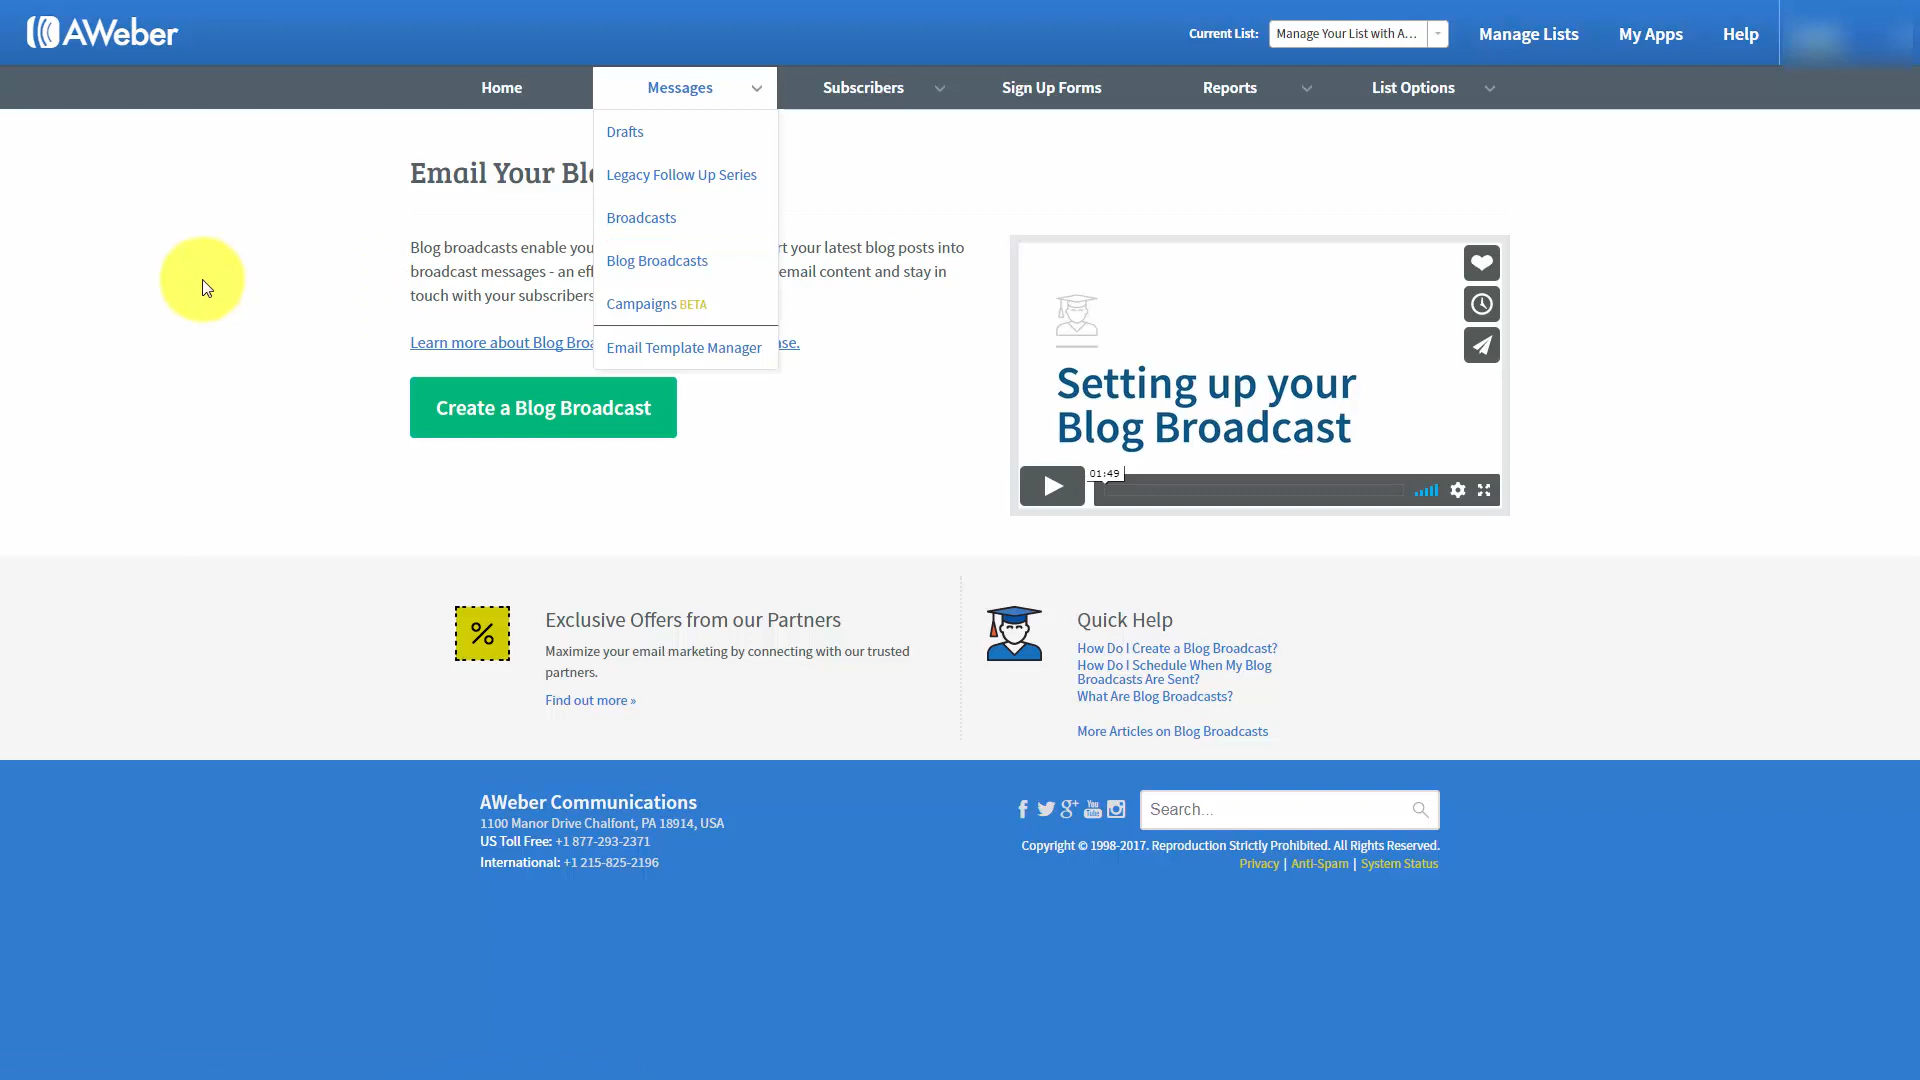 AWeber
Current List:
Manage Your List with A...
Manage Lists
My Apps
Help
Home
Messages
Subscribers
Sign Up Forms
Reports
List Options
Drafts
Legacy Follow Up Series
Broadcasts
Blog Broadcasts
Campaigns BETA
Email Template Manager
Email Your
Blog broadcasts enable you rt your latest blog posts into
broadcast messages - an email content and stay in
touch with your subscribers
Learn more about Blog
Create a Blog Broadcast
Setting up your
Blog Broadcast
01:49
Exclusive Offers from our Partners
Maximize your email marketing by connecting with our trusted
partners.
Find out more »
Quick Help
How Do I Create a Blog Broadcast?
How Do I Schedule When My Blog
Broadcasts Are Sent?
What Are Blog Broadcasts?
More Articles on Blog Broadcasts
AWeber Communications
1100 Manor Drive Chalfont, PA 18914, USA
US Toll Free: +1 877-293-2371
International: +1 215-825-2196
You
Tube
Search...
Copyright © 1998-2017. Reproduction Strictly Prohibited. All Rights Reserved.
Privacy | Anti-Spam | System Status